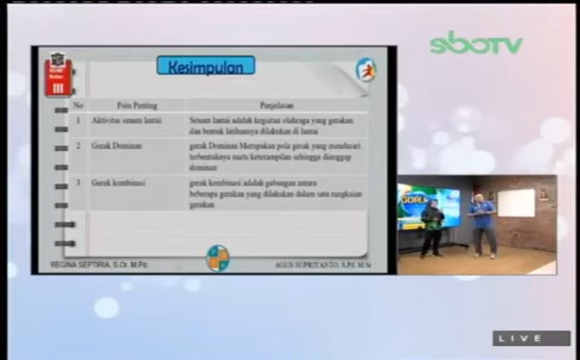 sboTV
Kesimpulan
III
No Poin Penting Penjelasan
1 Aktivitas senam lantai Senam lantai adalah kegiatan olahraga yang gerakan
dan bentuk latihannya dilakukan di lantai
2 Gerak Dominan gerak Dominan Merupakan pola gerak yang mendasari
terbentuknya suatu keterampilan sehingga dianggap
dominan
3 Gerak kombinasi gerak kombinasi adalah gabungan antara
beberapa gerakan yang dilakukan dalam satu rangkaian
gerakan
REGINA SEPTIRIA, S.Or. M.Pd AGUS SUPRIYANTO, S.Pd. M.Si
LIVE